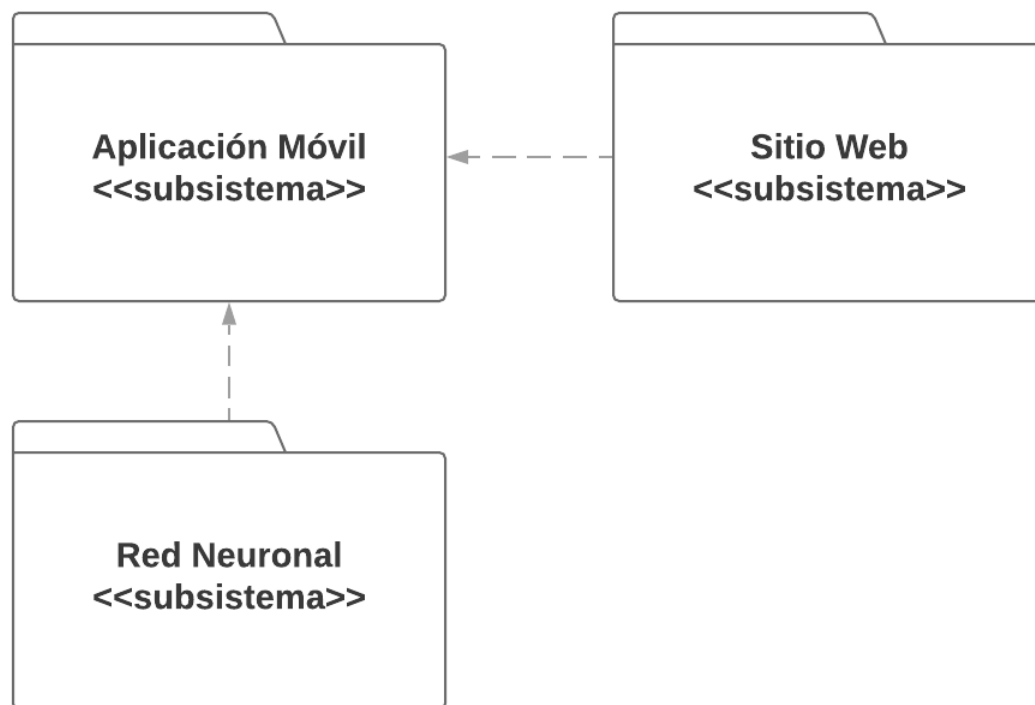 Aplicación Móvil
<<subsistema>>
Sitio Web
<<subsistema>>
Red Neuronal
<<subsistema>>